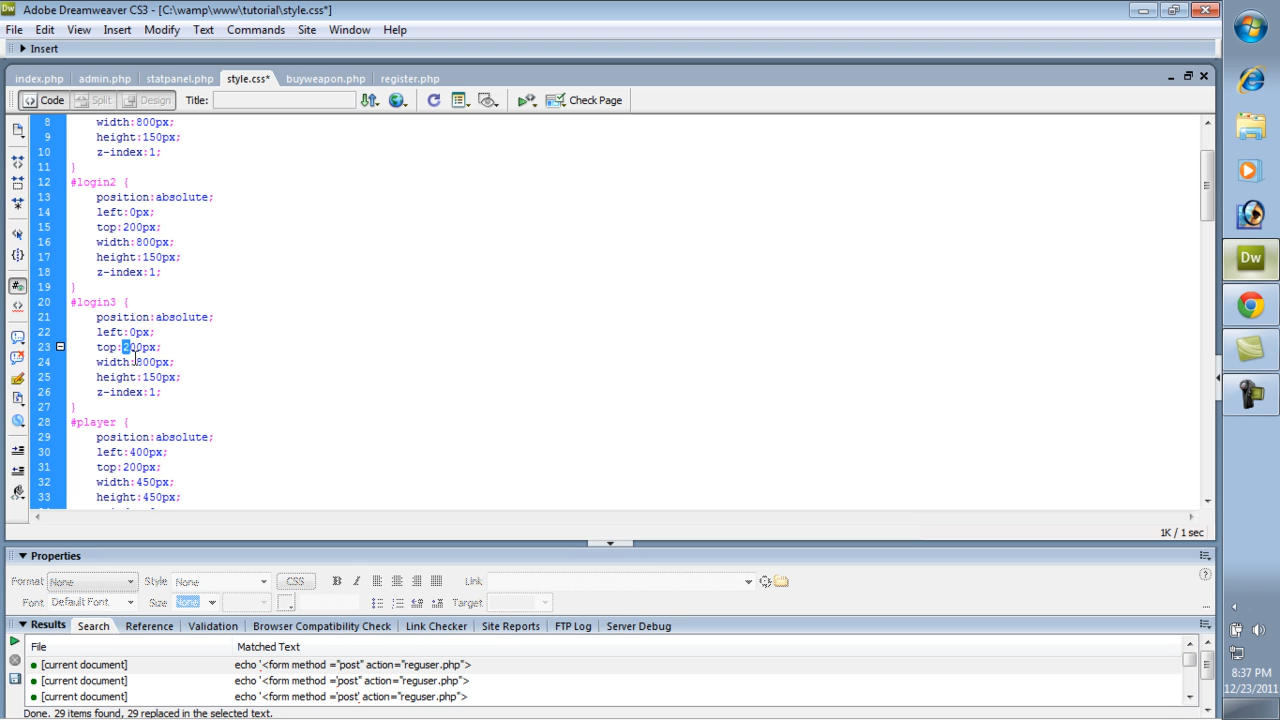 Dw Adobe Dreamweaver CS3 - [C:\wamp\www\tutorial\style.css*]
File Edit View Insert Modify Text Commands Site Window Help
Insert
index.php admin.php statpanel.php style.css* buyweapon.php register.php
Code Split Design Title: Check Page
8 width:800px;
9 height:150px;
10 z-index:1;
11 }
12 #login2 {
13 position:absolute;
14 left:0px;
15 top:200px;
16 width:800px;
17 height:150px;
18 z-index:1;
19 }
20 #login3 {
21 position:absolute;
22 left:0px;
23 top:200px;
24 width:800px;
25 height:150px;
26 z-index:1;
27 }
28 #player {
29 position:absolute;
30 left:400px;
31 top:200px;
32 width:450px;
33 height:450px;
1K / 1 sec
Properties
Format None Style None CSS B I Link
Font Default Font Size None Target
Results Search Reference Validation Browser Compatibility Check Link Checker Site Reports FTP Log Server Debug
File Matched Text
[current document] echo '<form method ="post" action="reguser.php">
[current document] echo '<form method ='post" action="reguser.php">
[current document] echo '<form method ='post' action="reguser.php">
Done. 29 items found, 29 replaced in the selected text.
Dw
8:37 PM
12/23/2011